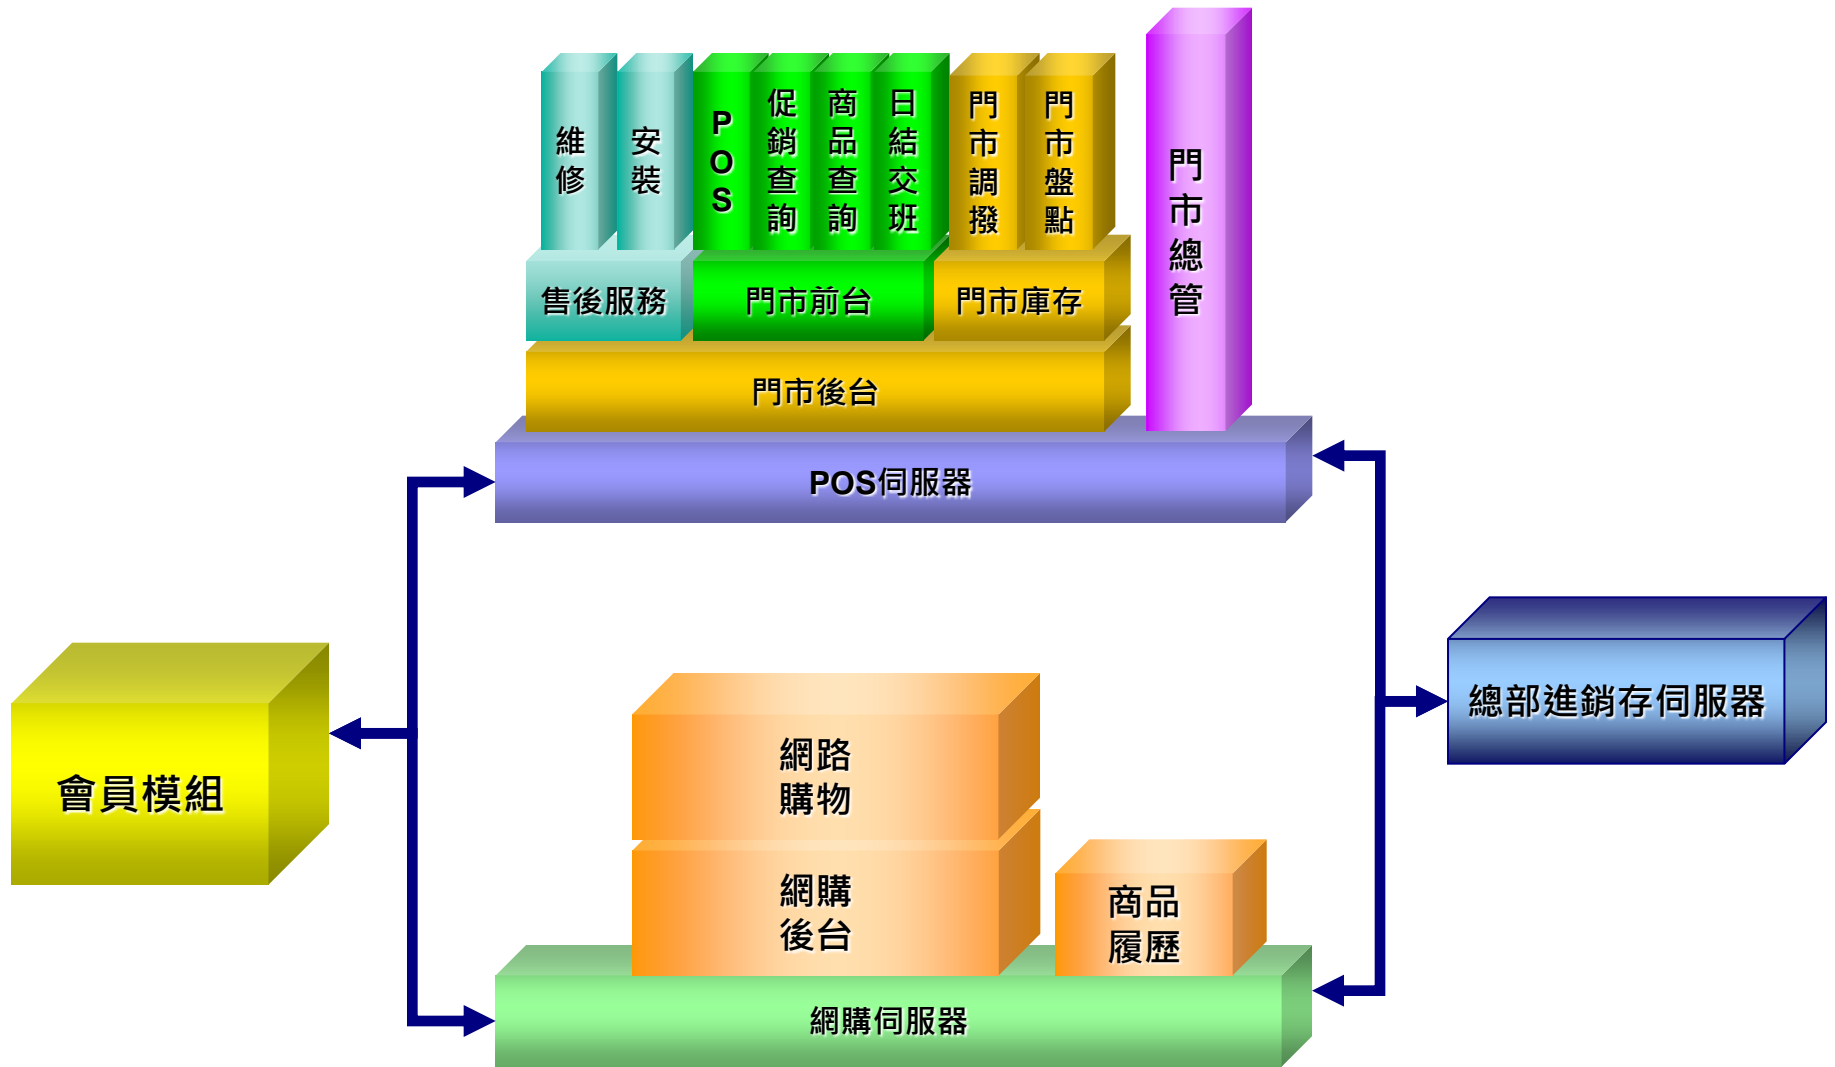 維修
安裝
POS
促銷查詢
商品查詢
日結交班
門市調撥
門市盤點
門市總管
售後服務
門市前台
門市庫存
門市後台
POS伺服器
會員模組
總部進銷存伺服器
網路
購物
網購
後台
商品
履歷
網購伺服器